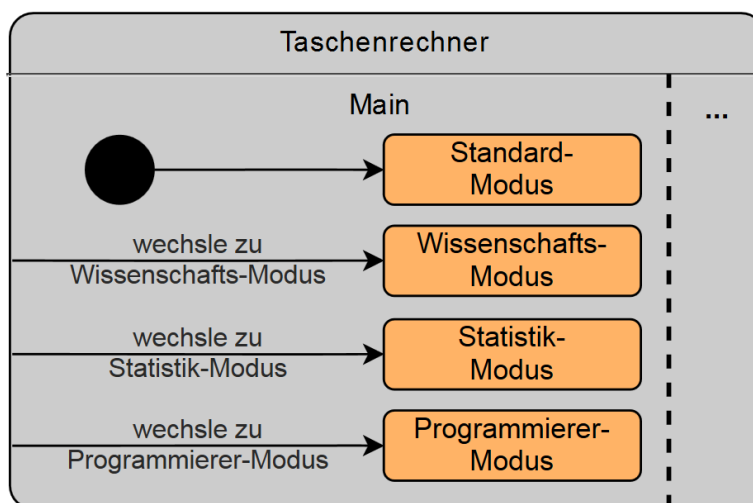 Taschenrechner
Main
...
Standard-
Modus
wechsle zu
Wissenschafts-Modus
Wissenschafts-
Modus
wechsle zu
Statistik-Modus
Statistik-
Modus
wechsle zu
Programmierer-Modus
Programmierer-
Modus